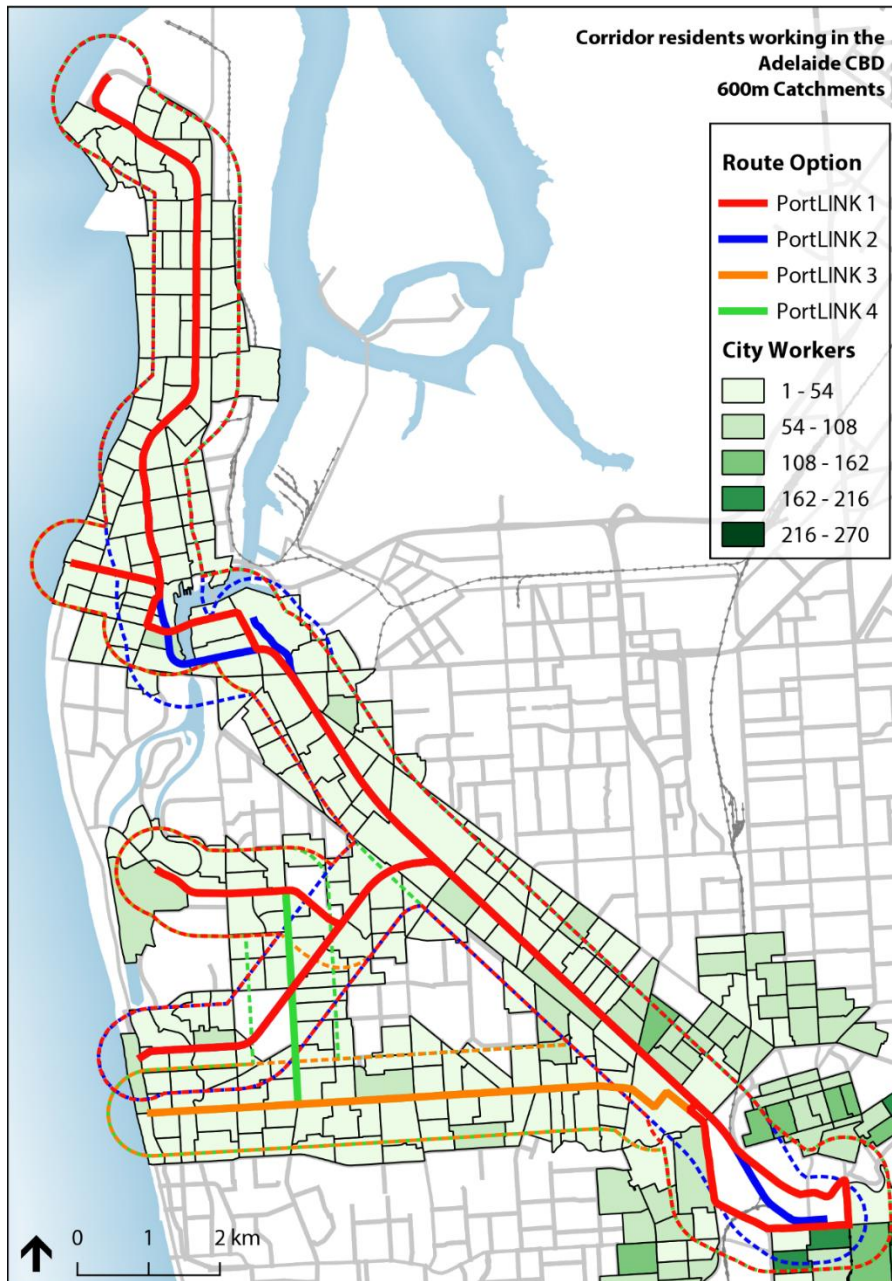 Corridor residents working in the
Adelaide CBD
600m Catchments
Route Option
PortLINK 1
PortLINK 2
PortLINK 3
PortLINK 4
City Workers
1 - 54
54 - 108
108 - 162
162 - 216
216 - 270
0 1 2 km